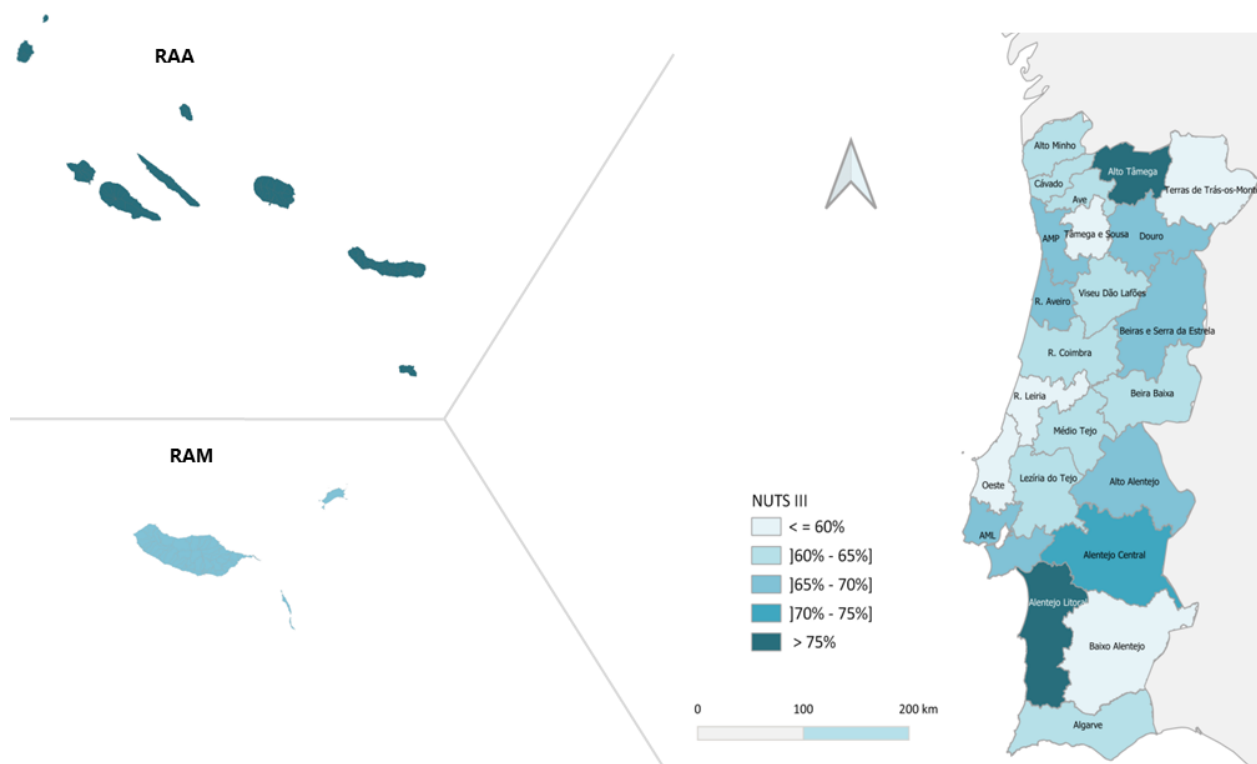 RAA
RAM
NUTS III
< = 60%
]60% - 65%]
]65% - 70%]
]70% - 75%]
> 75%
0 100 200 km
Alto Minho
Alto Tâmega
Cávado
Terras de Trás-os-Mont
Ave
AMP
Tâmega e Sousa
Douro
Viseu Dão Lafões
R. Aveiro
Beiras e Serra da Estrela
R. Coimbra
R. Leiria
Beira Baixa
Médio Tejo
Oeste
Lezíria do Tejo
Alto Alentejo
AML
Alentejo Central
Alentejo Litoral
Baixo Alentejo
Algarve